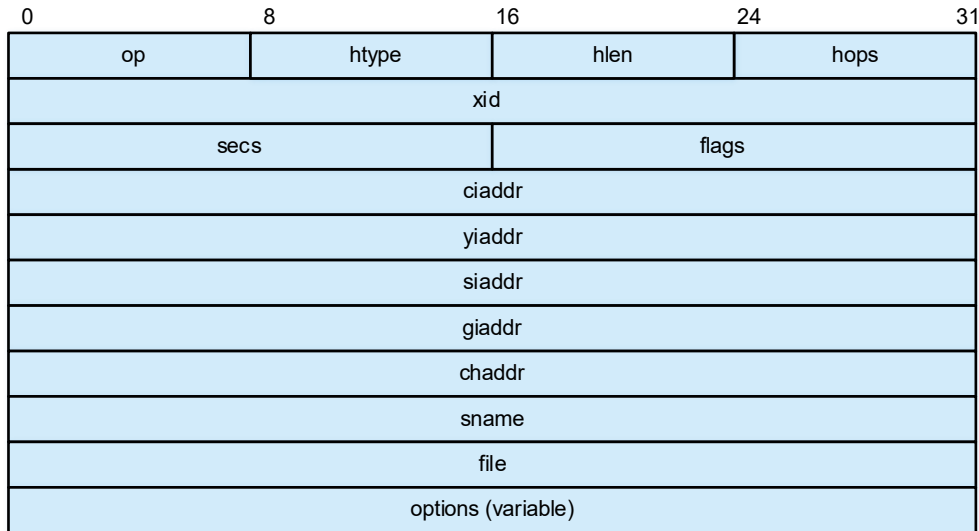 0 8 16 24 31
op htype hlen hops
xid
secs flags
ciaddr
yiaddr
siaddr
giaddr
chaddr
sname
file
options (variable)